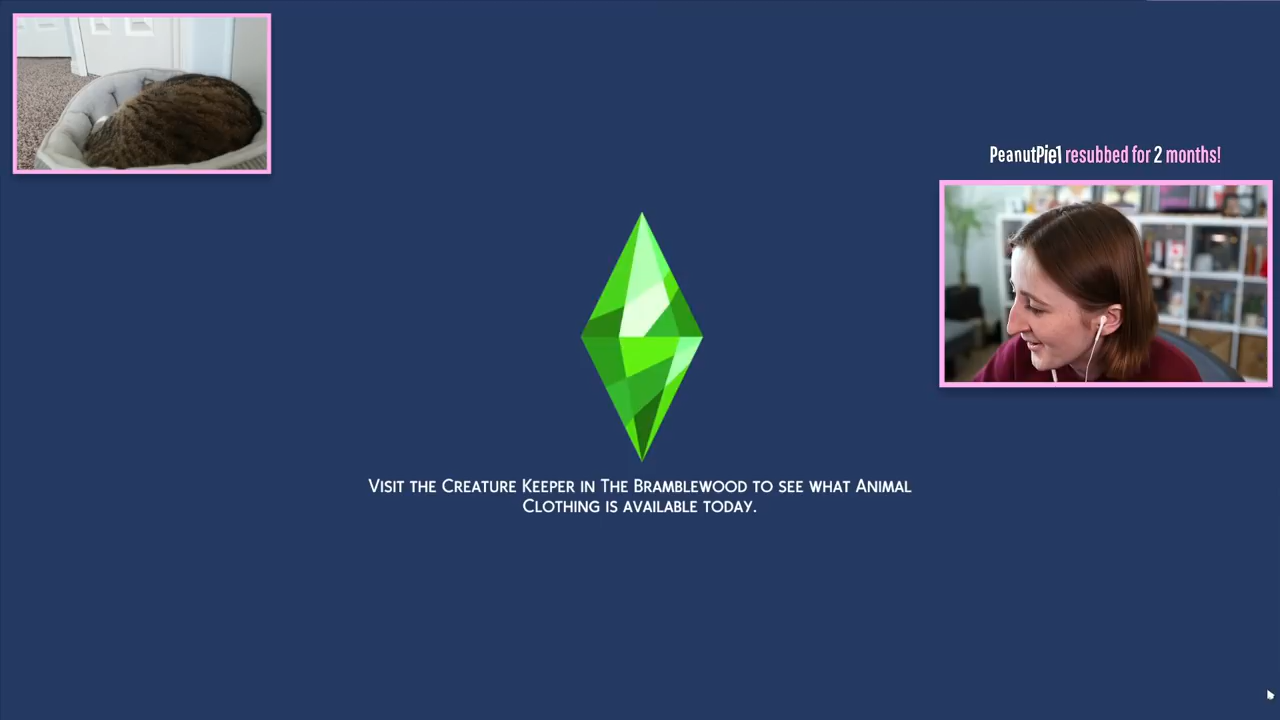 PeanutPie1 resubbed for 2 months!
Visit the Creature Keeper in The Bramblewood to see what Animal
Clothing is available today.